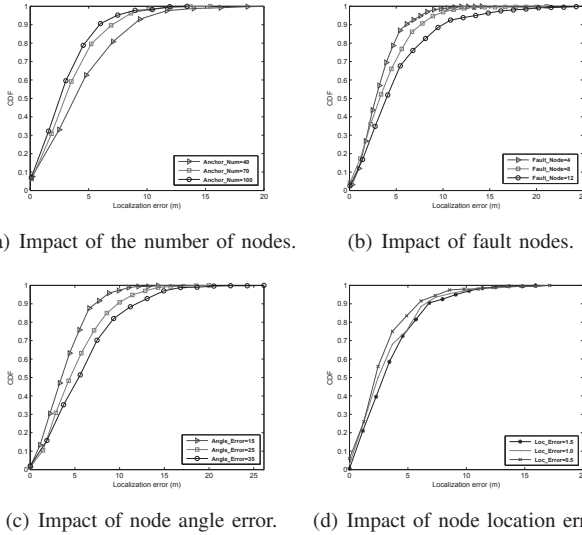 1
0.9
0.8
0.7
0.6
0.5
0.4
0.3
0.2
0.1
0
CDF
0 5 10 15 20
Localization error (m)
Anchor_Num=40
Anchor_Num=70
Anchor_Num=100
1
0.9
0.8
0.7
0.6
0.5
0.4
0.3
0.2
0.1
0
CDF
0 5 10 15 20 25
Localization error (m)
Fault_Node=4
Fault_Node=8
Fault_Node=12
a) Impact of the number of nodes.
(b) Impact of fault nodes.
1
0.9
0.8
0.7
0.6
0.5
0.4
0.3
0.2
0.1
0
CDF
0 5 10 15 20 25
Localization error (m)
Angle_Error=15
Angle_Error=25
Angle_Error=35
1
0.9
0.8
0.7
0.6
0.5
0.4
0.3
0.2
0.1
0
CDF
0 5 10 15 20
Localization error (m)
Loc_Error=1.5
Loc_Error=1.0
Loc_Error=0.5
(c) Impact of node angle error.
(d) Impact of node location err